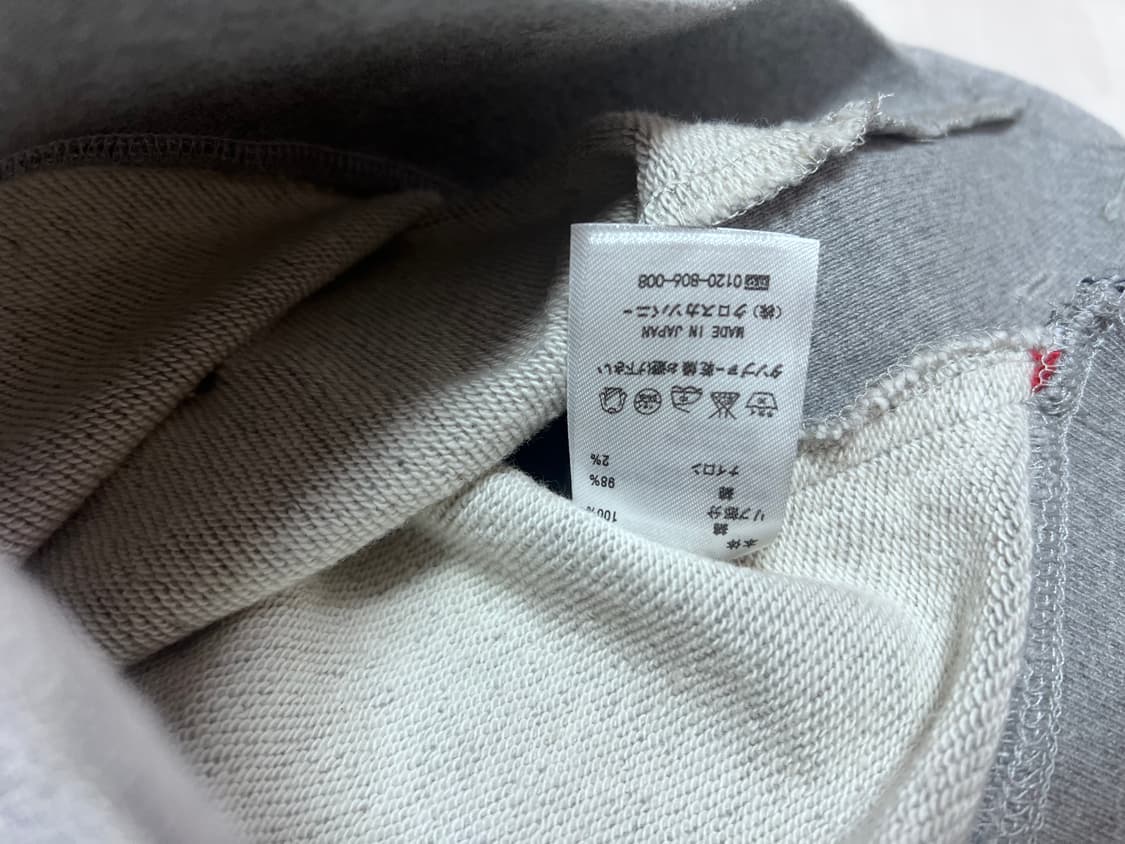 本体
綿 100%
リブ部分
綿 98%
ナイロン 2%
タンブラー乾燥お避け下さい
MADE IN JAPAN
(株)クロスカンパニー
0120-806-008